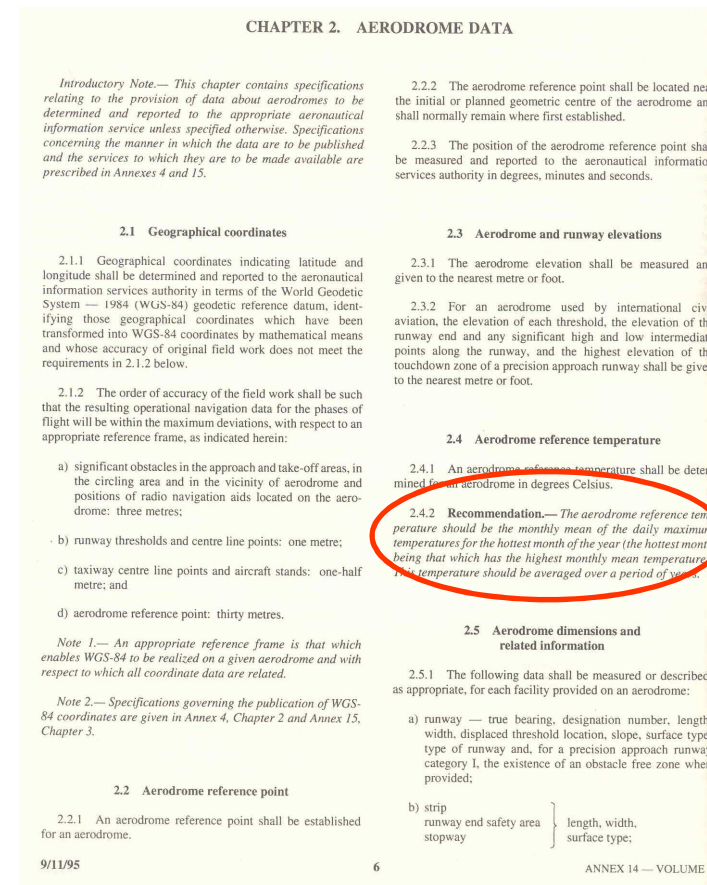 CHAPTER 2. AERODROME DATA
Introductory Note.— This chapter contains specifications
relating to the provision of data about aerodromes to be
determined and reported to the appropriate aeronautical
information service unless specified otherwise. Specifications
concerning the manner in which the data are to be published
and the services to which they are to be made available are
prescribed in Annexes 4 and 15.
2.1 Geographical coordinates
2.1.1 Geographical coordinates indicating latitude and
longitude shall be determined and reported to the aeronautical
information services authority in terms of the World Geodetic
System — 1984 (WGS-84) geodetic reference datum, ident-
ifying those geographical coordinates which have been
transformed into WGS-84 coordinates by mathematical means
and whose accuracy of original field work does not meet the
requirements in 2.1.2 below.
2.1.2 The order of accuracy of the field work shall be such
that the resulting operational navigation data for the phases of
flight will be within the maximum deviations, with respect to an
appropriate reference frame, as indicated herein:
a) significant obstacles in the approach and take-off areas, in
the circling area and in the vicinity of aerodrome and
positions of radio navigation aids located on the aero-
drome: three metres;
b) runway thresholds and centre line points: one metre;
c) taxiway centre line points and aircraft stands: one-half
metre; and
d) aerodrome reference point: thirty metres.
Note 1.— An appropriate reference frame is that which
enables WGS-84 to be realized on a given aerodrome and with
respect to which all coordinate data are related.
Note 2.— Specifications governing the publication of WGS-
84 coordinates are given in Annex 4, Chapter 2 and Annex 15,
Chapter 3.
2.2 Aerodrome reference point
2.2.1 An aerodrome reference point shall be established
for an aerodrome.
2.2.2 The aerodrome reference point shall be located nea
the initial or planned geometric centre of the aerodrome an
shall normally remain where first established.
2.2.3 The position of the aerodrome reference point sha
be measured and reported to the aeronautical informatio
services authority in degrees, minutes and seconds.
2.3 Aerodrome and runway elevations
2.3.1 The aerodrome elevation shall be measured an
given to the nearest metre or foot.
2.3.2 For an aerodrome used by international civ
aviation, the elevation of each threshold, the elevation of th
runway end and any significant high and low intermediat
points along the runway, and the highest elevation of th
touchdown zone of a precision approach runway shall be give
to the nearest metre or foot.
2.4 Aerodrome reference temperature
2.4.1 An aerodrome reference temperature shall be deter
mined for an aerodrome in degrees Celsius.
2.4.2 Recommendation.— The aerodrome reference tem
perature should be the monthly mean of the daily maximu
temperatures for the hottest month of the year (the hottest mont
being that which has the highest monthly mean temperature
This temperature should be averaged over a period of years.
2.5 Aerodrome dimensions and
related information
2.5.1 The following data shall be measured or described
as appropriate, for each facility provided on an aerodrome:
a) runway — true bearing, designation number, length
width, displaced threshold location, slope, surface type
type of runway and, for a precision approach runway
category I, the existence of an obstacle free zone whe
provided;
b) strip
runway end safety area length, width,
stopway surface type;
9/11/95 6 ANNEX 14 — VOLUME